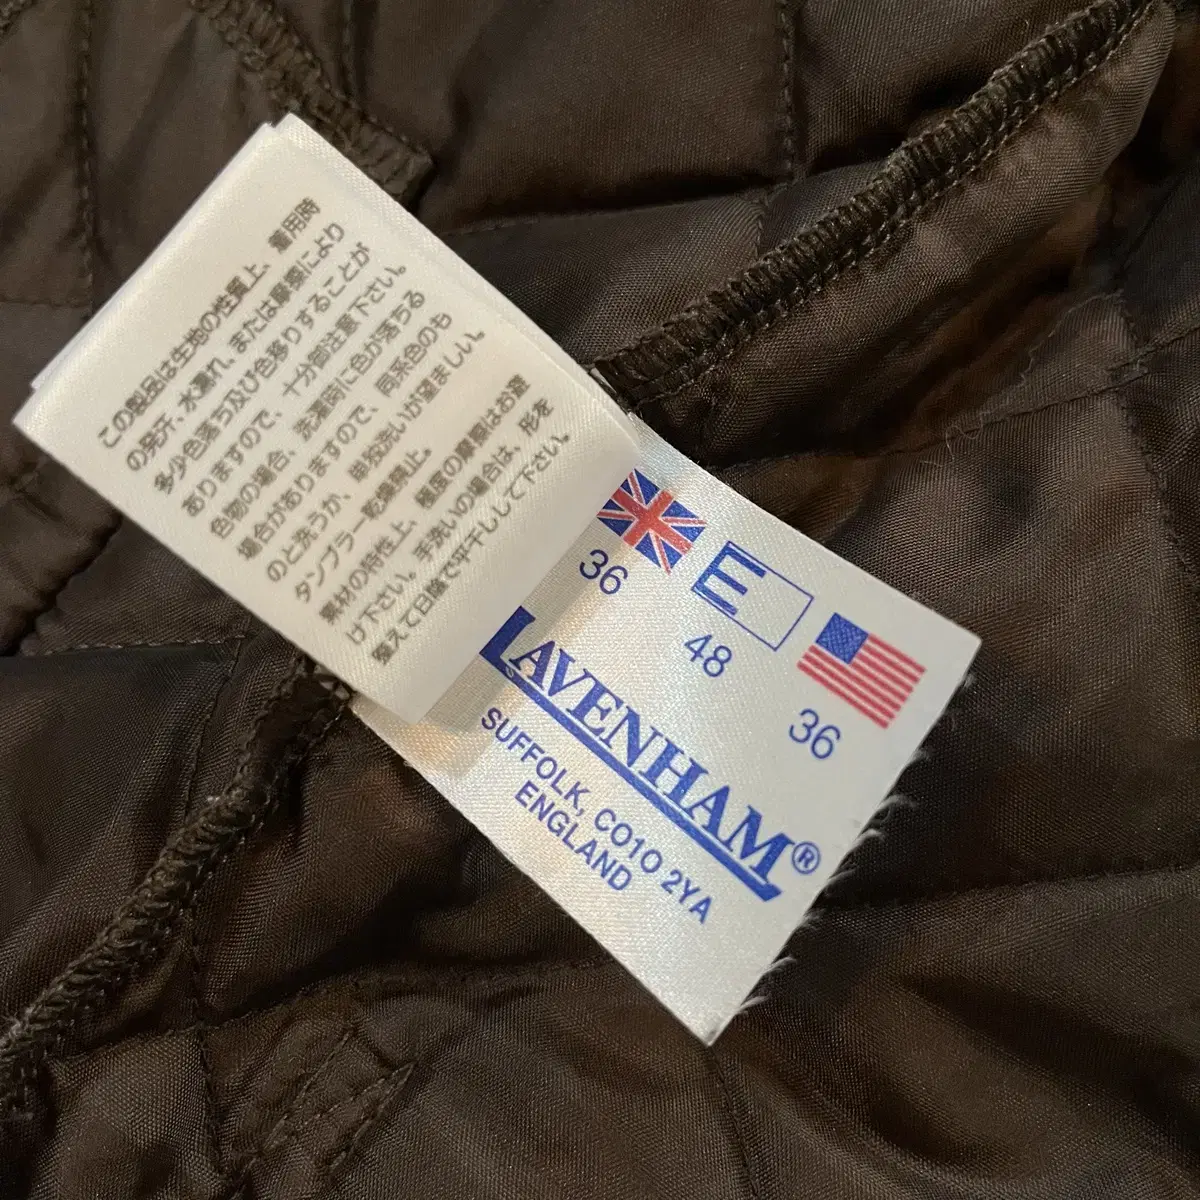 この製品は生地の性質上、着用時
の発汗、水濡れ、または摩擦により
多少色落ち及び色移りすることが
ありますので、十分御注意下さい。
色物の場合、洗濯時に色が落ちる
場合がありますので、同系色のも
のと洗うか、単独洗いが望ましい。
タンブラー乾燥禁止。
素材の特性上、極度の摩擦はお避
け下さい。手洗いの場合は、形を
整えて日陰で平干しして下さい。
36
E
48
36
LAVENHAM®
SUFFOLK, CO10 2YA
ENGLAND